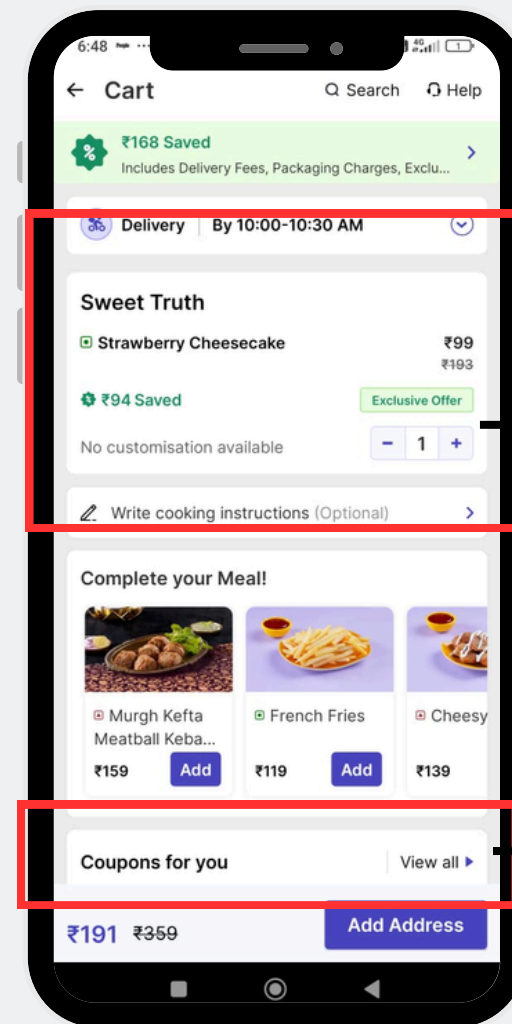 6:48
4G
1
Cart
Search
Help
₹168 Saved
Includes Delivery Fees, Packaging Charges, Exclu...
Delivery
By 10:00-10:30 AM
Sweet Truth
Strawberry Cheesecake
₹99
₹193
₹94 Saved
Exclusive Offer
No customisation available
− 1 +
Write cooking instructions (Optional)
Complete your Meal!
Murgh Kefta
Meatball Keba...
₹159
Add
French Fries
₹119
Add
Cheesy
₹139
Coupons for you
View all
₹191 ₹359
Add Address